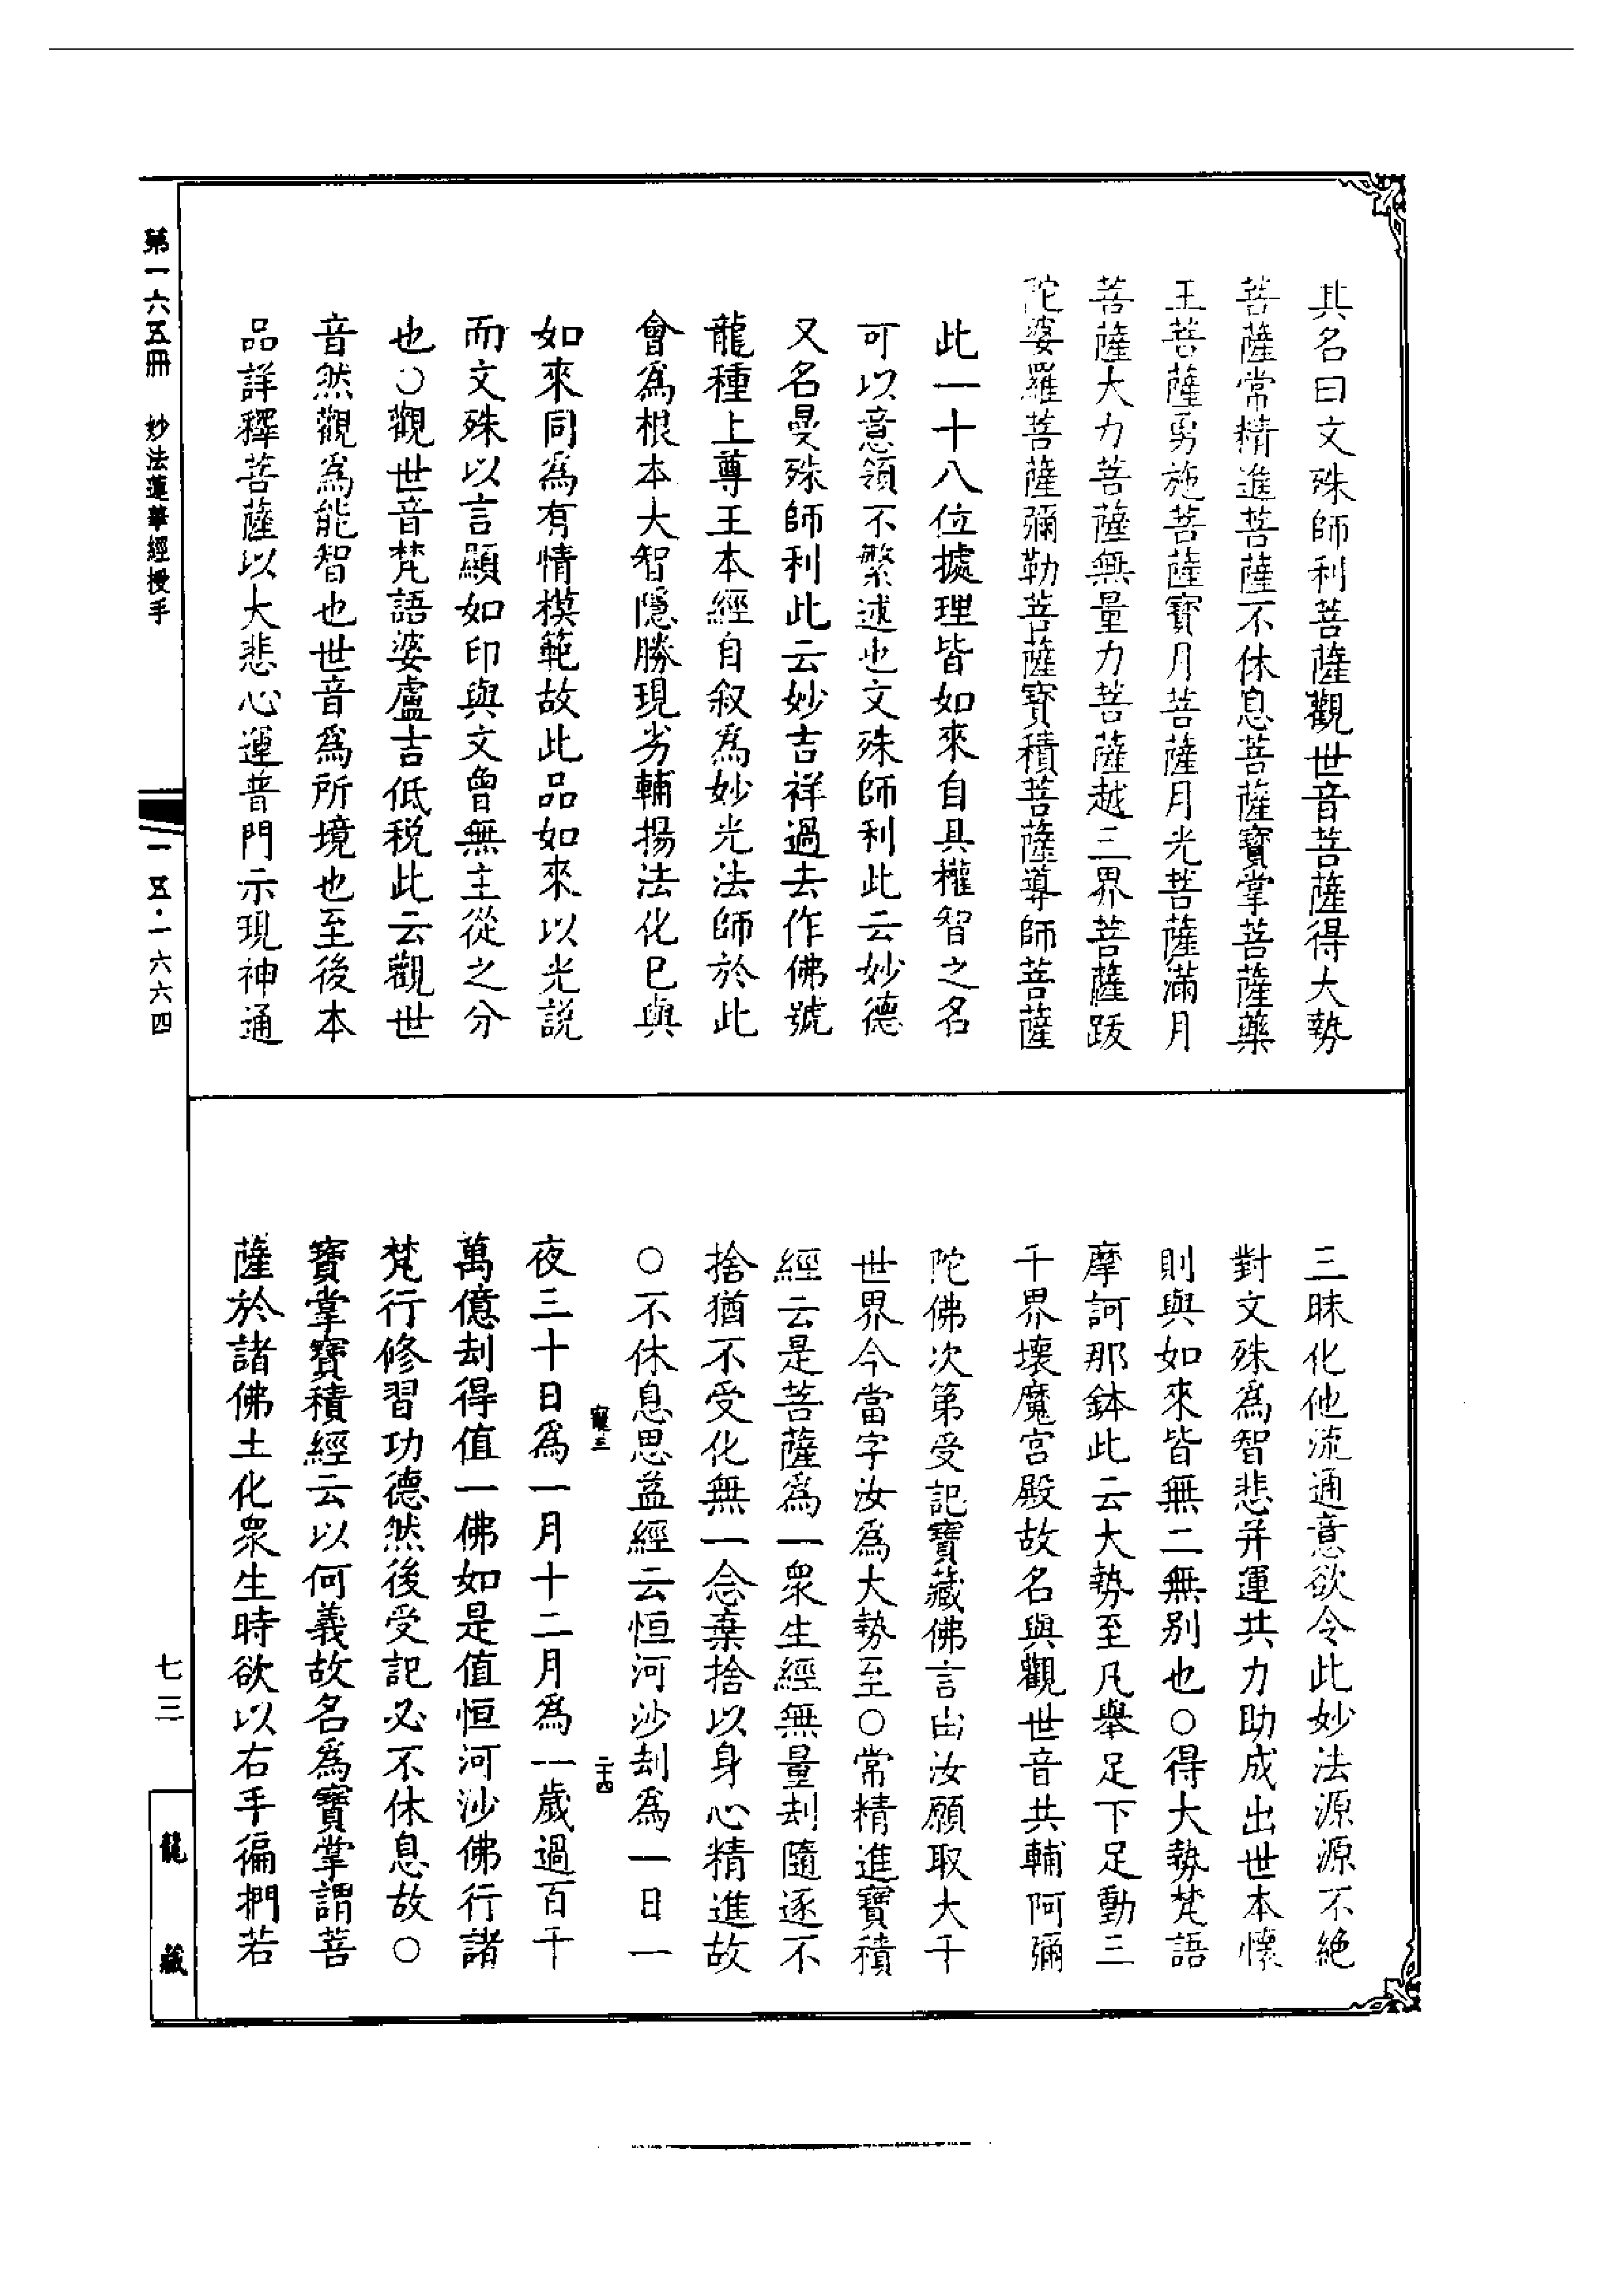 其名曰文殊師利菩薩觀世音菩薩得大勢
菩薩常精進菩薩不休息菩薩寶掌菩薩藥
王菩薩勇施菩薩寶月菩薩月光菩薩滿月
菩薩大力菩薩無量力菩薩越三界菩薩跋
陀婆羅菩薩彌勒菩薩寶積菩薩導師菩薩
此一十八位據理皆如來自具權智之名
可以意領不繁述也文殊師利此云妙德
又名曼殊師利此云妙吉祥過去作佛號
龍種上尊王本經自叙為妙光法師於此
會為根本大智隱勝現劣輔揚法化已與
如來同為有情模範故此品如來以光說
而文殊以言顯如印與文曾無主從之分
也○觀世音梵語婆盧吉低稅此云觀世
音然觀為能智也世音為所境也至後本
品詳釋菩薩以大悲心運普門示現神通
三昧化他流通意欲令此妙法源源不絕
對文殊為智悲并運共力助成出世本懷
則與如來皆無二無別也○得大勢梵語
摩訶那鉢此云大勢至凡舉足下足動三
千界壞魔宮殿故名與觀世音共輔阿彌
陀佛次第受記寶藏佛言由汝願取大千
世界今當字汝為大勢至○常精進寶積
經云是菩薩為一衆生經無量刦隨逐不
捨猶不受化無一念棄捨以身心精進故
○不休息思益經云恒河沙刦為一日一
寵三
二十四
夜三十日為一月十二月為一歲過百千
萬億刦得值一佛如是值恒河沙佛行諸
梵行修習功德然後受記必不休息故○
寶掌寶積經云以何義故名為寶掌謂菩
薩於諸佛土化衆生時欲以右手徧捫若
第一六五冊
妙法蓮華經授手
一五·一六六四
七三
龍藏